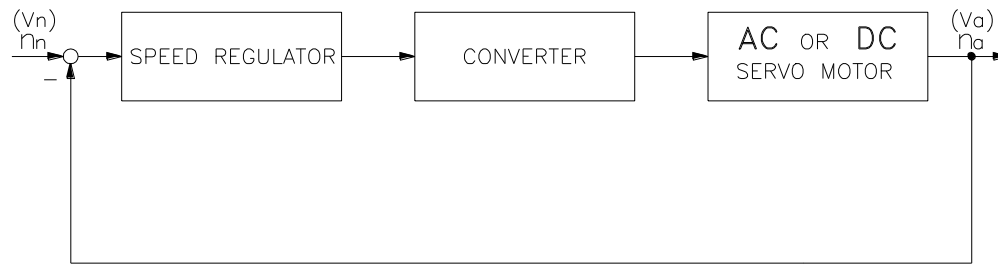 (Vn)
nn
–
SPEED REGULATOR
CONVERTER
AC OR DC
SERVO MOTOR
(Va)
na